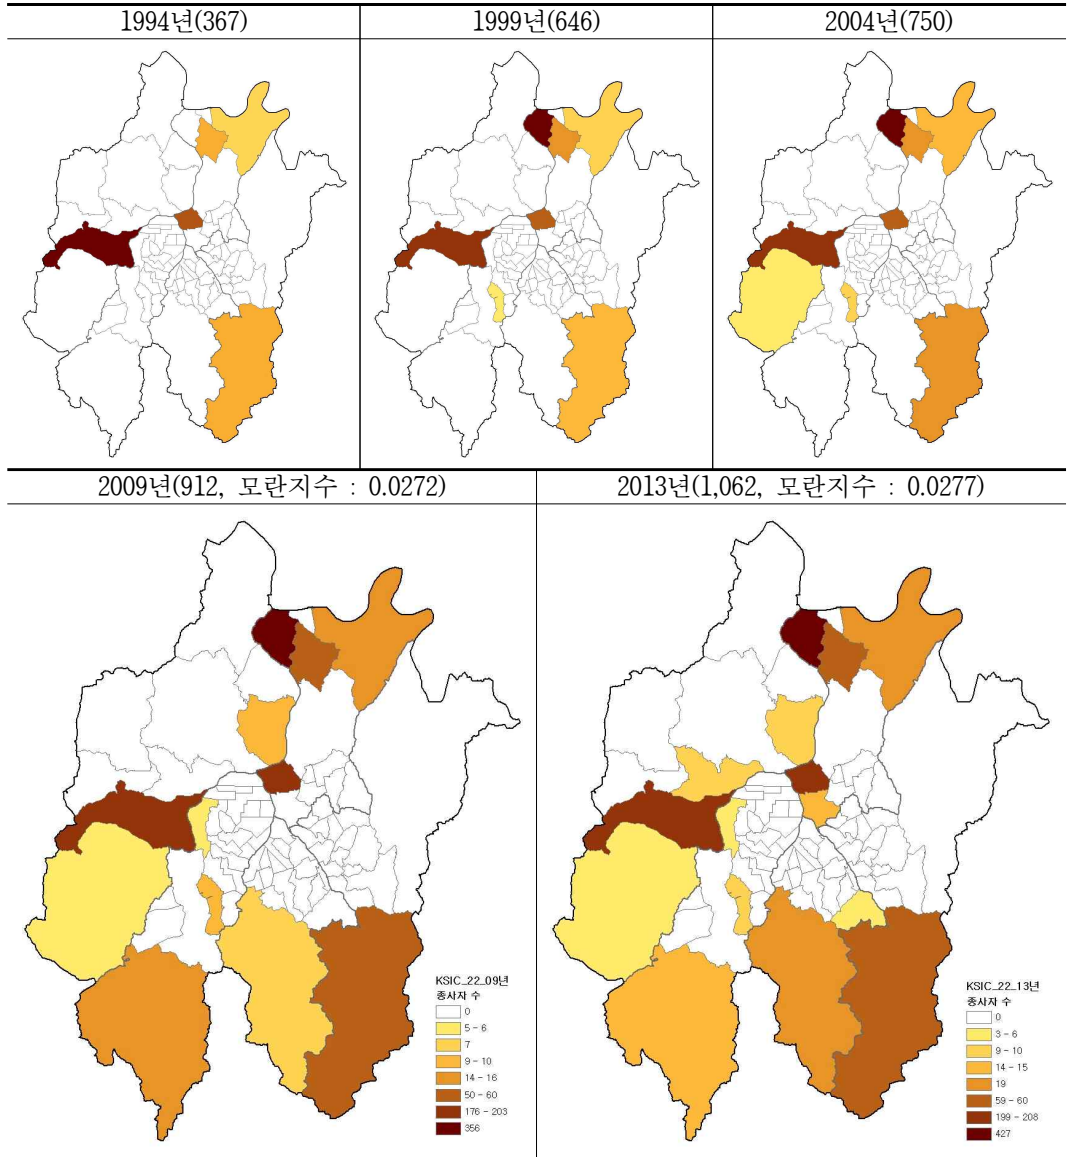 1994년(367)
1999년(646)
2004년(750)
2009년(912, 모란지수 : 0.0272)
2013년(1,062, 모란지수 : 0.0277)
KSIC_22_09년
종사자 수
0
5 - 6
7
9 - 10
14 - 16
50 - 60
176 - 203
356
KSIC_22_13년
종사자 수
0
3 - 6
9 - 10
14 - 15
19
59 - 60
199 - 208
427